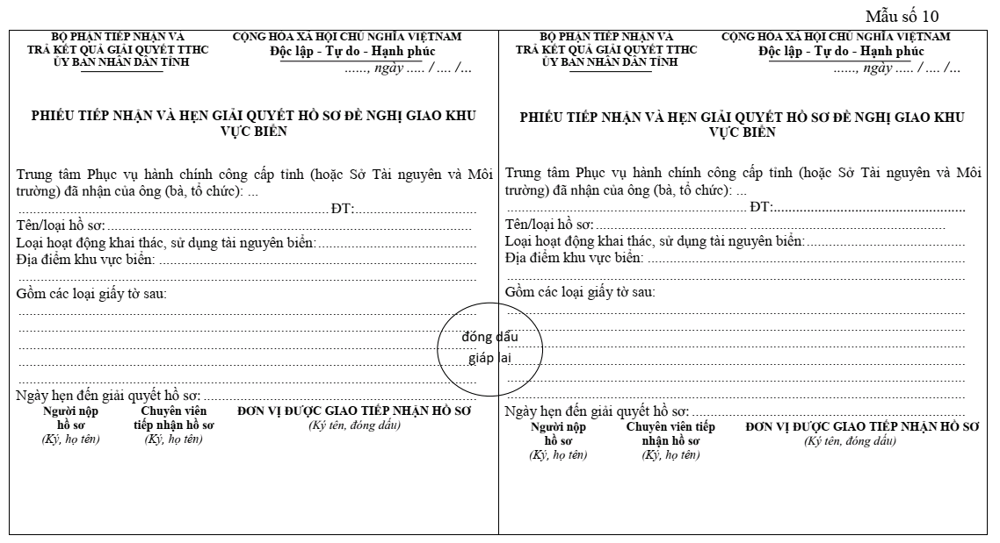 Mẫu số 10
BỘ PHẬN TIẾP NHẬN VÀ
TRẢ KẾT QUẢ GIẢI QUYẾT TTHC
ỦY BAN NHÂN DÂN TỈNH
CỘNG HÒA XÃ HỘI CHỦ NGHĨA VIỆTNAM
Độc lập - Tự do - Hạnh phúc
......, ngày ..... / .... /...
PHIẾU TIẾP NHẬN VÀ HẸN GIẢI QUYẾT HỒ SƠ ĐỀ NGHỊ GIAO KHU
VỰC BIỂN
Trung tâm Phục vụ hành chính công cấp tỉnh (hoặc Sở Tài nguyên và Môi
trường) đã nhận của ông (bà, tổ chức): ...
.......................................................................................ĐT:...................................
Tên/loại hồ sơ:........................................... ............................................................
Loại hoạt động khai thác, sử dụng tài nguyên biển:.............................................
Địa điểm khu vực biển: ...........................................................................................
..................................................................................................................................
Gồm các loại giấy tờ sau:
..................................................................................................................................
..................................................................................................................................
..................................................................................................................................
..................................................................................................................................
..................................................................................................................................
Ngày hẹn đến giải quyết hồ sơ: ..............................................................................
Người nộp
hồ sơ
(Ký, họ tên)
Chuyên viên
tiếp nhận hồ sơ
(Ký, họ tên)
ĐƠN VỊ ĐƯỢC GIAO TIẾP NHẬN HỒ SƠ
(Ký tên, đóng dấu)
đóng dấu
giáp lai
BỘ PHẬN TIẾP NHẬN VÀ
TRẢ KẾT QUẢ GIẢI QUYẾT TTHC
ỦY BAN NHÂN DÂN TỈNH
CỘNG HÒA XÃ HỘI CHỦ NGHĨA VIỆTNAM
Độc lập - Tự do - Hạnh phúc
......, ngày ..... / .... /...
PHIẾU TIẾP NHẬN VÀ HẸN GIẢI QUYẾT HỒ SƠ ĐỀ NGHỊ GIAO KHU
VỰC BIỂN
Trung tâm Phục vụ hành chính công cấp tỉnh (hoặc Sở Tài nguyên và Môi
trường) đã nhận của ông (bà, tổ chức): ...
..................................................................... ĐT:......................................................
Tên/loại hồ sơ:........................................... ........................................................
Loại hoạt động khai thác, sử dụng tài nguyên biển:.............................................
Địa điểm khu vực biển: ...........................................................................................
..................................................................................................................................
Gồm các loại giấy tờ sau:
..................................................................................................................................
..................................................................................................................................
..................................................................................................................................
..................................................................................................................................
..................................................................................................................................
..................................................................................................................................
Ngày hẹn đến giải quyết hồ sơ: ..............................................................................
Người nộp
hồ sơ
(Ký, họ tên)
Chuyên viên tiếp
nhận hồ sơ
(Ký, họ tên)
ĐƠN VỊ ĐƯỢC GIAO TIẾP NHẬN HỒ SƠ
(Ký tên, đóng dấu)